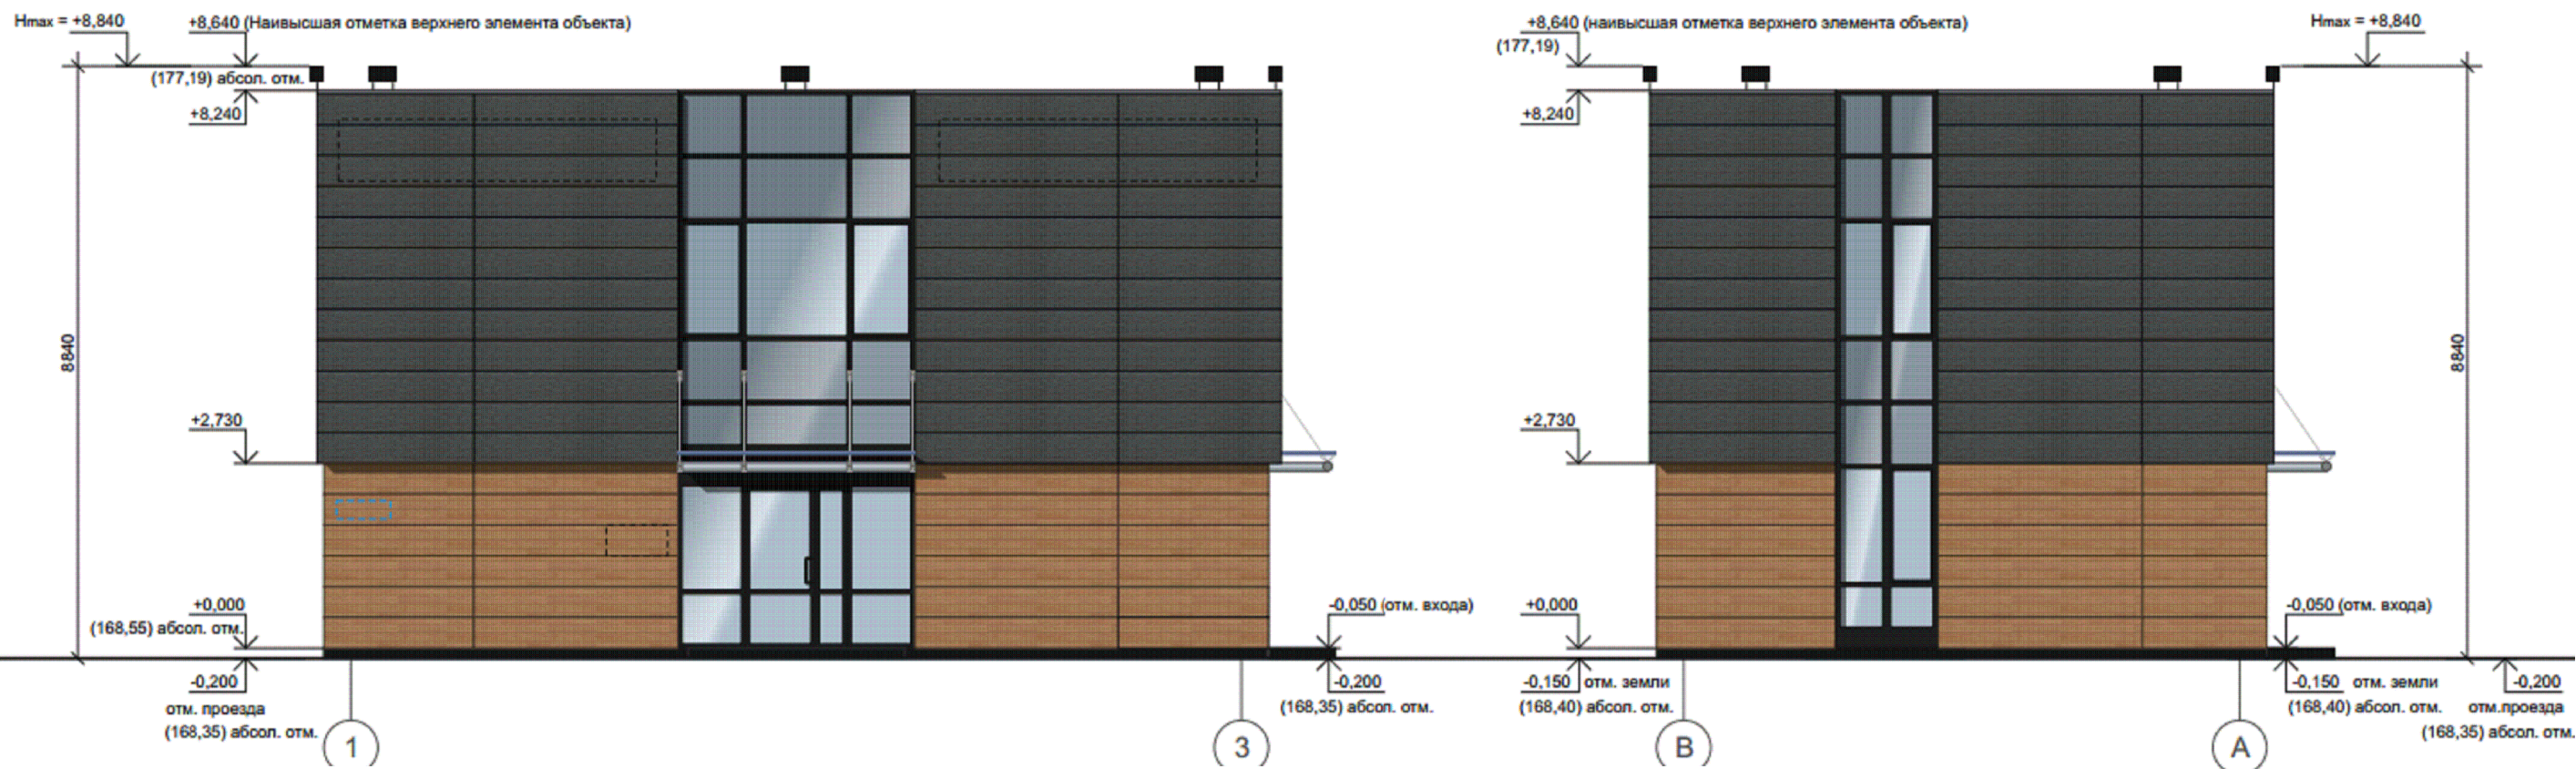 Hmax = +8,840
+8,640 (Наивысшая отметка верхнего элемента объекта)
(177,19) абсол. отм.
+8,240
8840
+2,730
+0,000
(168,55) абсол. отм.
-0,200
отм. проезда
(168,35) абсол. отм.
1
3
-0,050 (отм. входа)
-0,200
(168,35) абсол. отм.
+8,640 (наивысшая отметка верхнего элемента объекта)
(177,19)
Hmax = +8,840
+8,240
8840
+2,730
+0,000
-0,150 отм. земли
(168,40) абсол. отм.
B
A
-0,050 (отм. входа)
-0,150 отм. земли
(168,40) абсол. отм.
-0,200
отм.проезда
(168,35) абсол. отм.